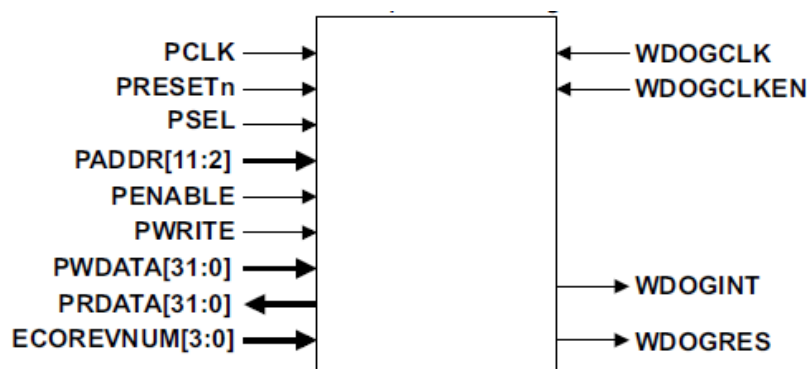 PCLK
WDOGCLK
PRESETn
WDOGCLKEN
PSEL
PADDR[11:2]
PENABLE
PWRITE
PWDATA[31:0]
PRDATA[31:0]
WDOGINT
ECOREVNUM[3:0]
WDOGRES